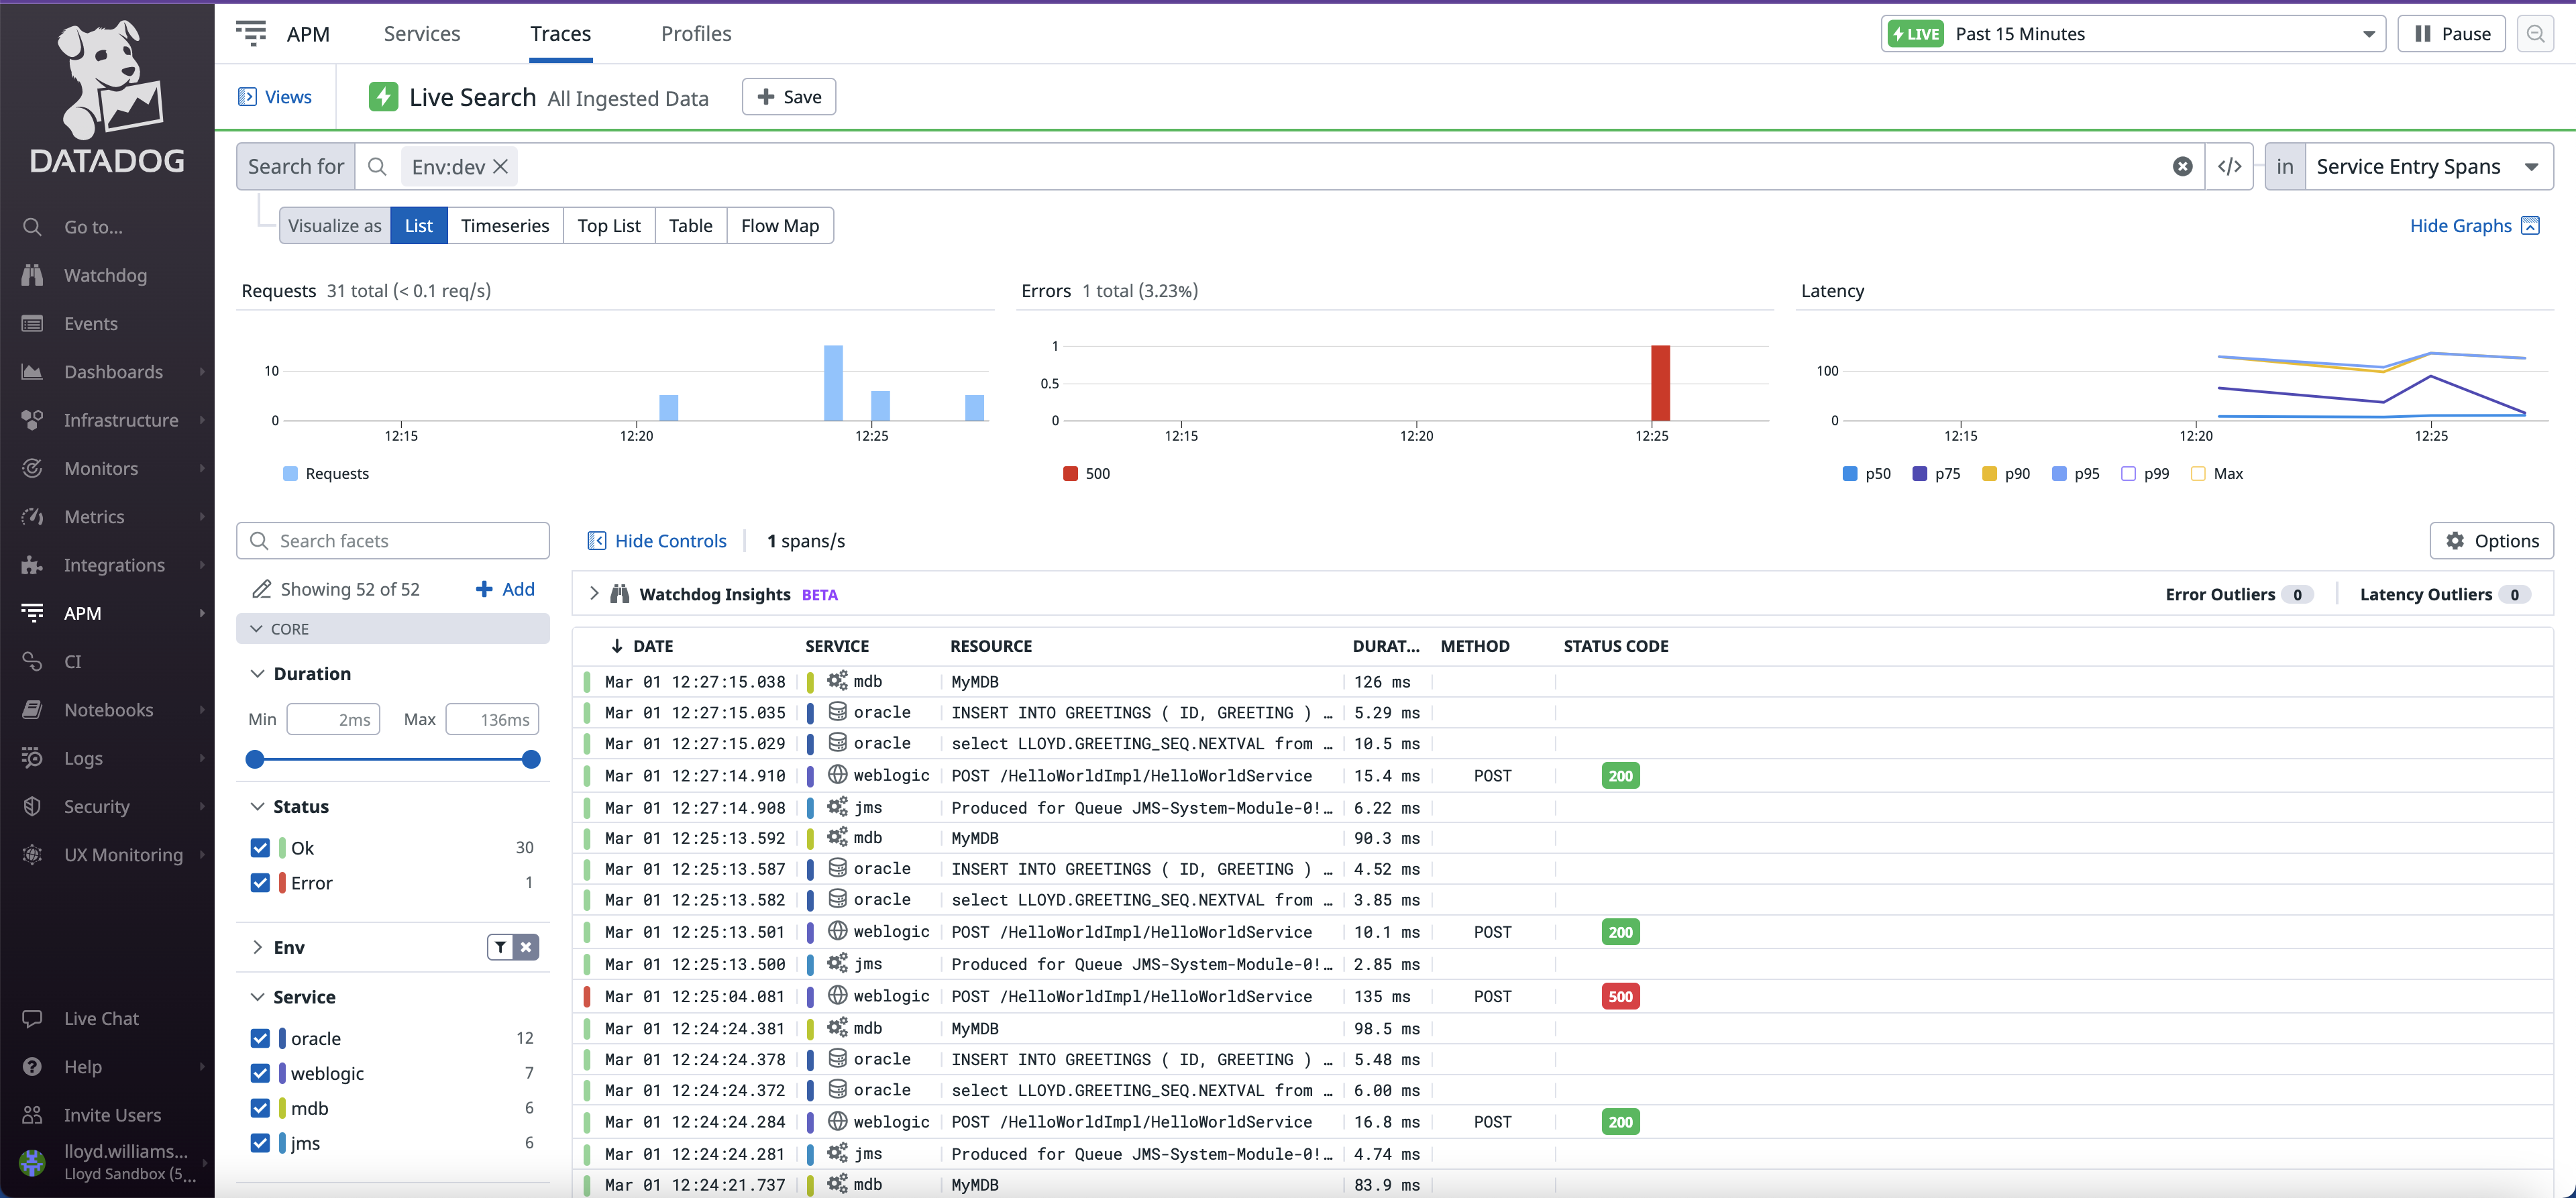 DATADOG
Go to...
Watchdog
Events
Dashboards
Infrastructure
Monitors
Metrics
Integrations
APM
CI
Notebooks
Logs
Security
UX Monitoring
Live Chat
Help
Invite Users
lloyd.williams...
Lloyd Sandbox (5...
APM Services Traces Profiles LIVE Past 15 Minutes Pause
Views Live Search All Ingested Data + Save
Search for Env:dev </> in Service Entry Spans
Visualize as List Timeseries Top List Table Flow Map Hide Graphs
Requests 31 total (< 0.1 req/s)
10
0
12:15 12:20 12:25
Requests
Errors 1 total (3.23%)
1
0.5
0
12:15 12:20 12:25
500
Latency
100
0
12:15 12:20 12:25
p50 p75 p90 p95 p99 Max
Search facets
Showing 52 of 52 + Add
CORE
Duration
Min 2ms Max 136ms
Status
Ok 30
Error 1
Env
Service
oracle 12
weblogic 7
mdb 6
jms 6
Hide Controls 1 spans/s Options
Watchdog Insights BETA Error Outliers 0 Latency Outliers 0
DATE SERVICE RESOURCE DURAT... METHOD STATUS CODE
Mar 01 12:27:15.038 mdb MyMDB 126 ms
Mar 01 12:27:15.035 oracle INSERT INTO GREETINGS ( ID, GREETING ) … 5.29 ms
Mar 01 12:27:15.029 oracle select LLOYD.GREETING_SEQ.NEXTVAL from … 10.5 ms
Mar 01 12:27:14.910 weblogic POST /HelloWorldImpl/HelloWorldService 15.4 ms POST 200
Mar 01 12:27:14.908 jms Produced for Queue JMS-System-Module-0!… 6.22 ms
Mar 01 12:25:13.592 mdb MyMDB 90.3 ms
Mar 01 12:25:13.587 oracle INSERT INTO GREETINGS ( ID, GREETING ) … 4.52 ms
Mar 01 12:25:13.582 oracle select LLOYD.GREETING_SEQ.NEXTVAL from … 3.85 ms
Mar 01 12:25:13.501 weblogic POST /HelloWorldImpl/HelloWorldService 10.1 ms POST 200
Mar 01 12:25:13.500 jms Produced for Queue JMS-System-Module-0!… 2.85 ms
Mar 01 12:25:04.081 weblogic POST /HelloWorldImpl/HelloWorldService 135 ms POST 500
Mar 01 12:24:24.381 mdb MyMDB 98.5 ms
Mar 01 12:24:24.378 oracle INSERT INTO GREETINGS ( ID, GREETING ) … 5.48 ms
Mar 01 12:24:24.372 oracle select LLOYD.GREETING_SEQ.NEXTVAL from … 6.00 ms
Mar 01 12:24:24.284 weblogic POST /HelloWorldImpl/HelloWorldService 16.8 ms POST 200
Mar 01 12:24:24.281 jms Produced for Queue JMS-System-Module-0!… 4.74 ms
Mar 01 12:24:21.737 mdb MyMDB 83.9 ms